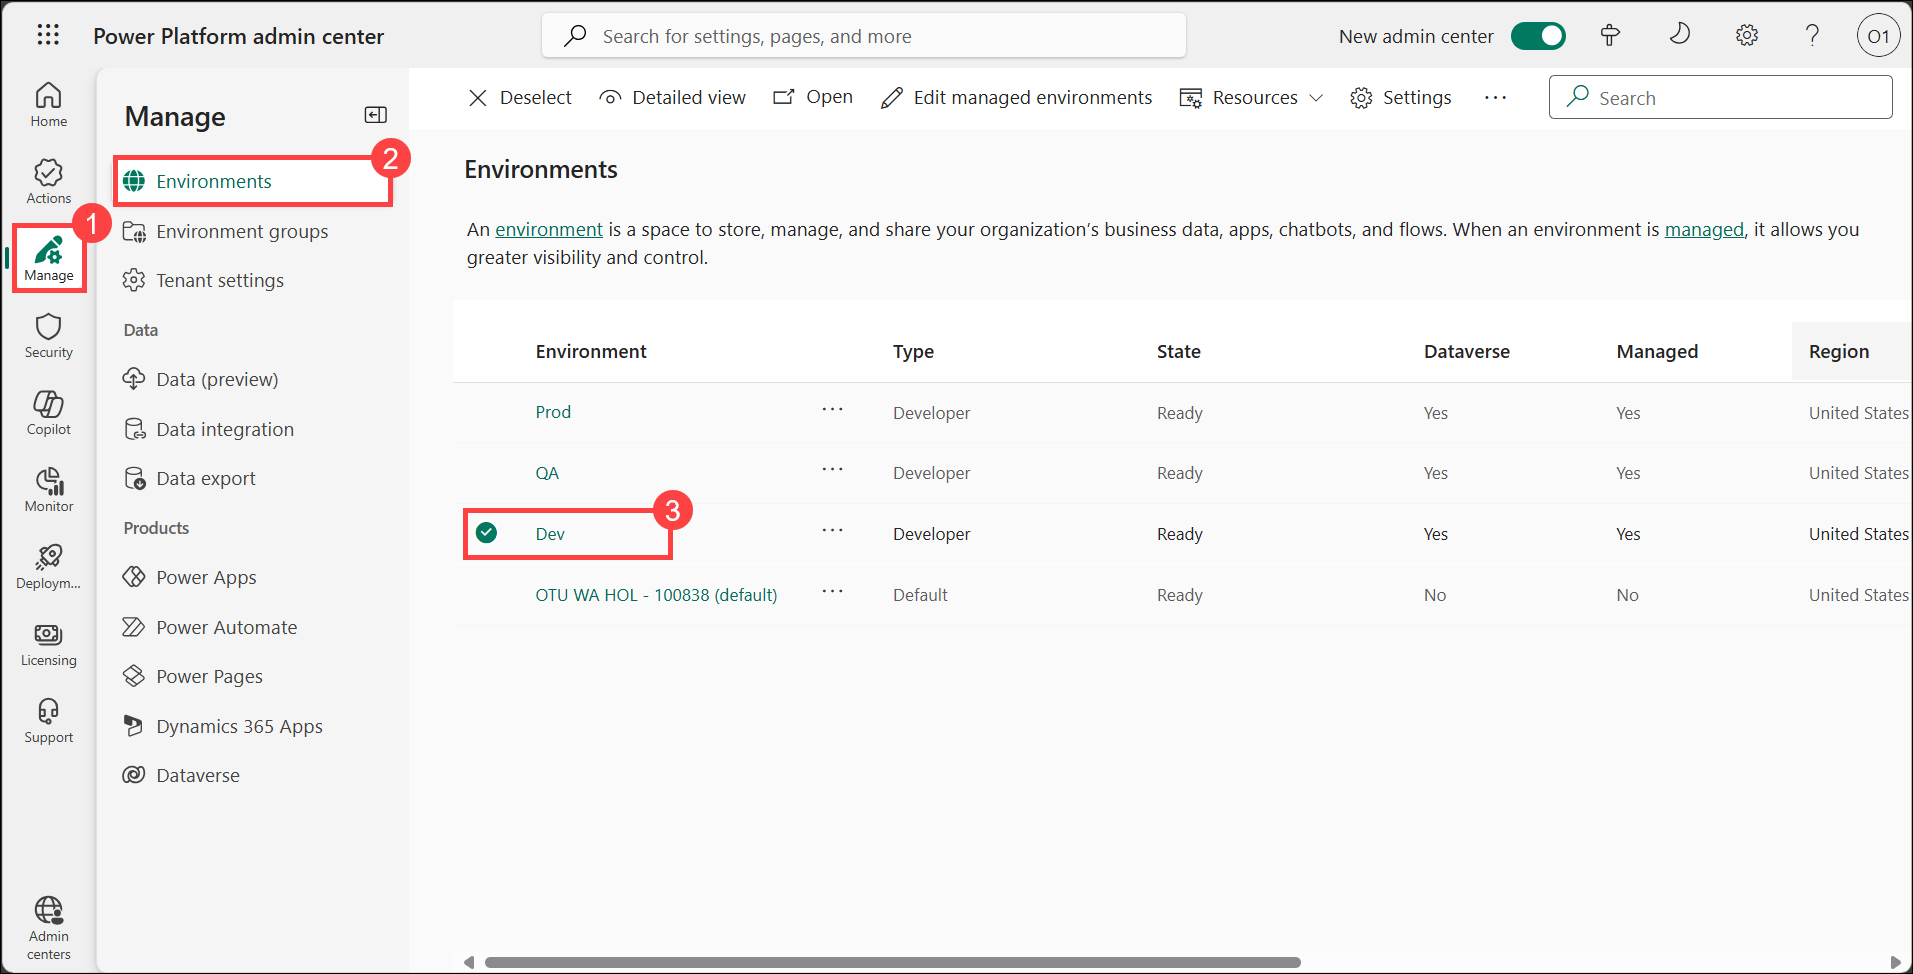 Power Platform admin center
Search for settings, pages, and more
New admin center
O1
Home
Actions
1
Manage
Security
Copilot
Monitor
Deploym...
Licensing
Support
Admin
centers
Manage
2
Environments
Environment groups
Tenant settings
Data
Data (preview)
Data integration
Data export
Products
Power Apps
Power Automate
Power Pages
Dynamics 365 Apps
Dataverse
Deselect Detailed view Open Edit managed environments Resources Settings ... Search
Environments
An environment is a space to store, manage, and share your organization's business data, apps, chatbots, and flows. When an environment is managed, it allows you
greater visibility and control.
Environment Type State Dataverse Managed Region
Prod ... Developer Ready Yes Yes United States
QA ... Developer Ready Yes Yes United States
3
Dev ... Developer Ready Yes Yes United States
OTU WA HOL - 100838 (default) ... Default Ready No No United States